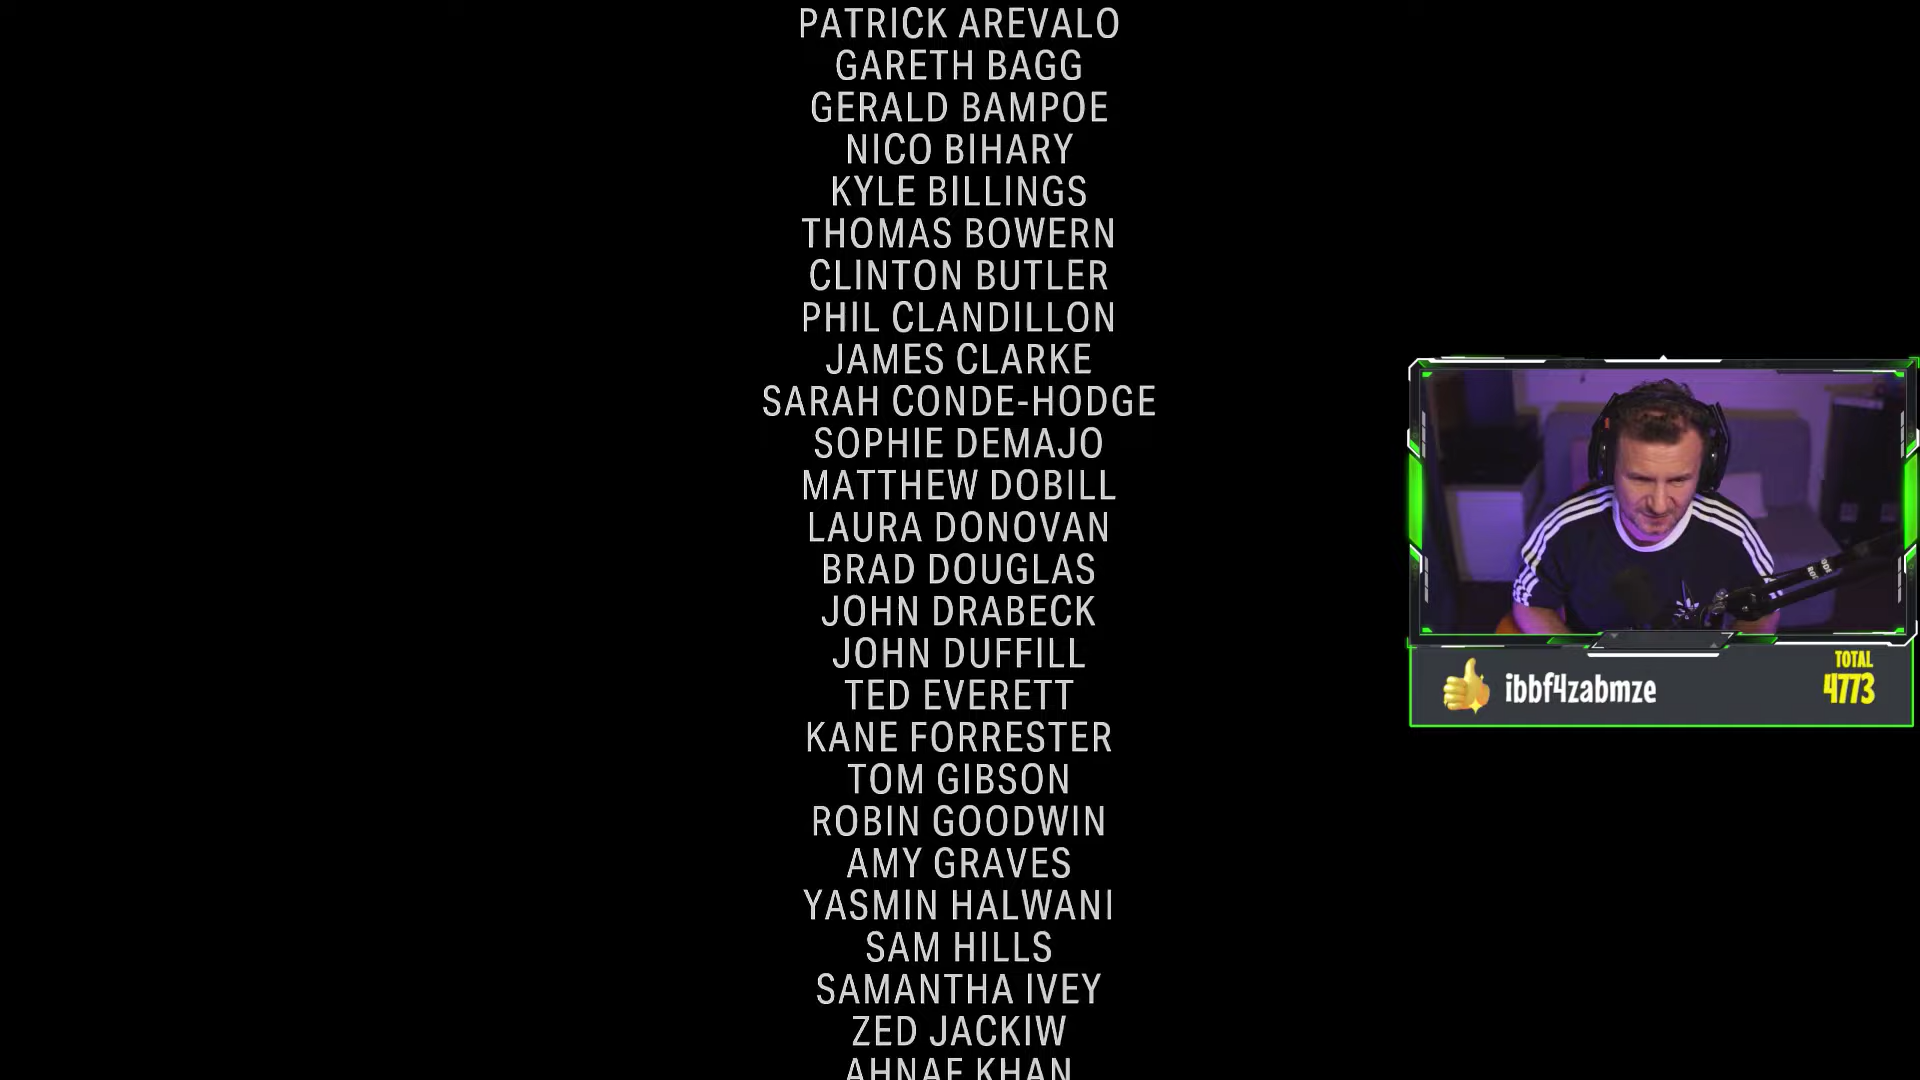 PATRICK AREVALO
GARETH BAGG
GERALD BAMPOE
NICO BIHARY
KYLE BILLINGS
THOMAS BOWERN
CLINTON BUTLER
PHIL CLANDILLON
JAMES CLARKE
SARAH CONDE-HODGE
SOPHIE DEMAJO
MATTHEW DOBILL
LAURA DONOVAN
BRAD DOUGLAS
JOHN DRABECK
JOHN DUFFILL
TED EVERETT
KANE FORRESTER
TOM GIBSON
ROBIN GOODWIN
AMY GRAVES
YASMIN HALWANI
SAM HILLS
SAMANTHA IVEY
ZED JACKIW
AHNAF KHAN
TOTAL
ibbf4zabmze 4773